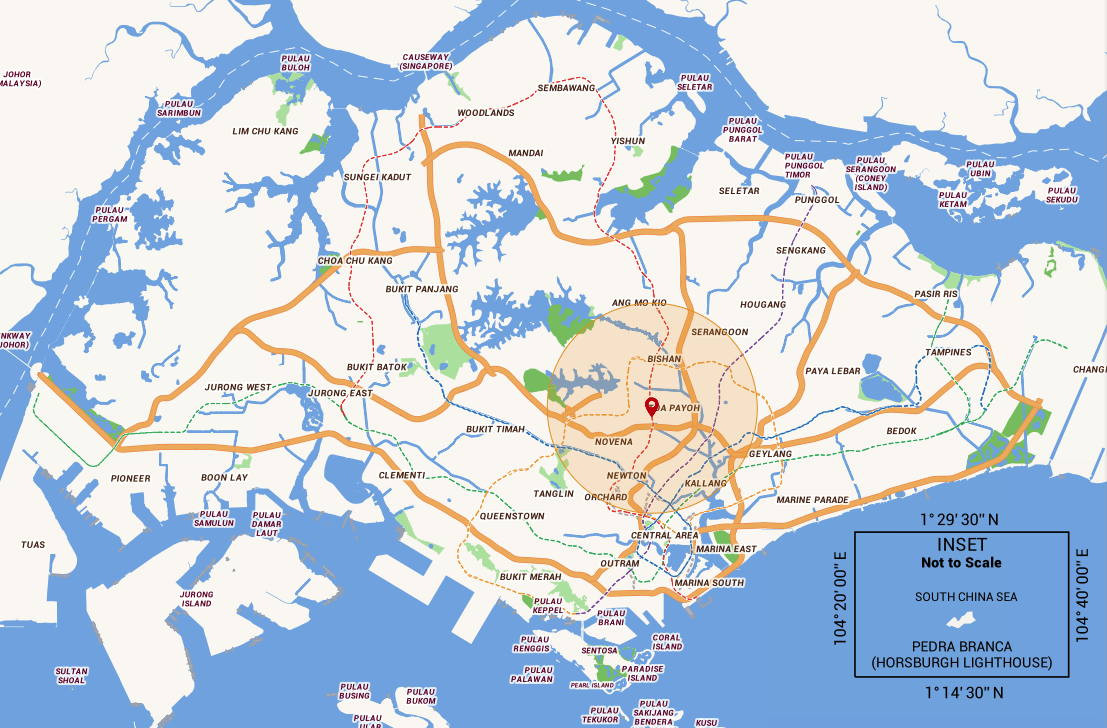 JOHOR
MALAYSIA)
PULAU
BULOH
CAUSEWAY
(SINGAPORE)
PULAU
SARIMBUN
SEMBAWANG
PULAU
SELETAR
WOODLANDS
LIM CHU KANG
PULAU
PUNGGOL
BARAT
YISHUN
MANDAI
SUNGEI KADUT
PULAU
PUNGGOL
TIMOR
PULAU
SERANGOON
(CONEY
ISLAND)
PULAU
UBIN
PULAU
KETAM
PULAU
SEKUDU
SELETAR
PUNGGOL
PULAU
PERGAM
SENGKANG
CHOA CHU KANG
BUKIT PANJANG
PASIR RIS
ANG MO KIO
HOUGANG
SERANGOON
NKWAY
JOHOR)
BISHAN
TAMPINES
BUKIT BATOK
PAYA LEBAR
JURONG WEST
JURONG EAST
OA PAYOH
BUKIT TIMAH
BEDOK
NOVENA
GEYLANG
PIONEER
BOON LAY
CLEMENTI
NEWTON
KALLANG
TANGLIN
ORCHARD
MARINE PARADE
PULAU
SAMULUN
PULAU
DAMAR
LAUT
QUEENSTOWN
CENTRAL AREA
MARINA EAST
TUAS
OUTRAM
BUKIT MERAH
MARINA SOUTH
JURONG
ISLAND
PULAU
KEPPEL
PULAU
BRANI
PULAU
RENGGIS
SENTOSA
CORAL
ISLAND
PULAU
PALAWAN
PARADISE
ISLAND
PEARL ISLAND
SULTAN
SHOAL
PULAU
BUSING
PULAU
BUKOM
PULAU
TEKUKOR
PULAU
SAKIJANG
BENDERA
KUSU
PULAU
1° 29' 30" N
INSET
Not to Scale
104° 20' 00" E
104° 40' 00" E
SOUTH CHINA SEA
PEDRA BRANCA
(HORSBURGH LIGHTHOUSE)
1° 14' 30" N